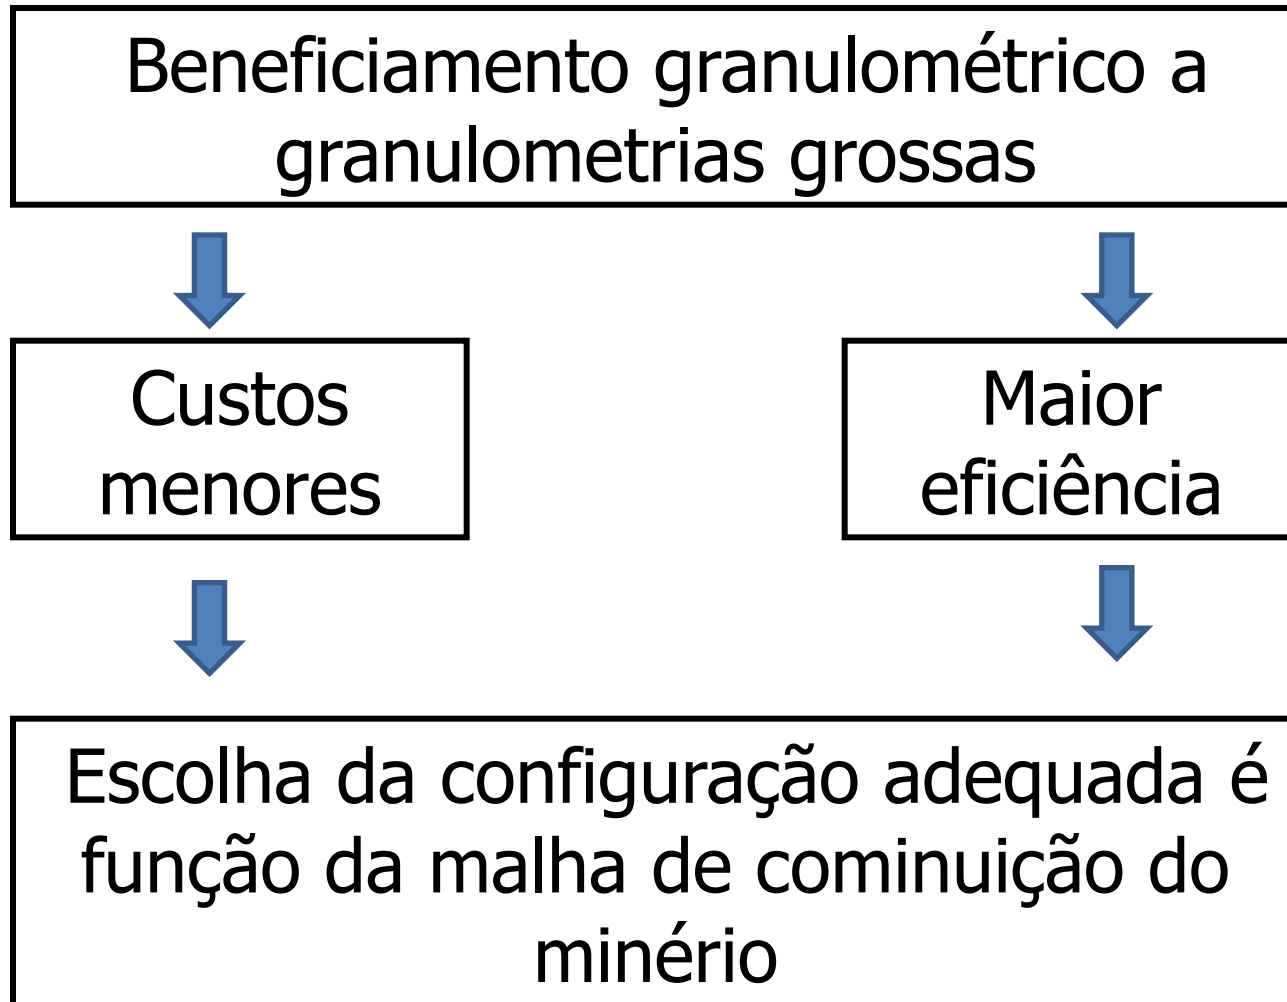 Beneficiamento granulométrico a
granulometrias grossas
Custos
menores
Maior
eficiência
Escolha da configuração adequada é
função da malha de cominuição do
minério